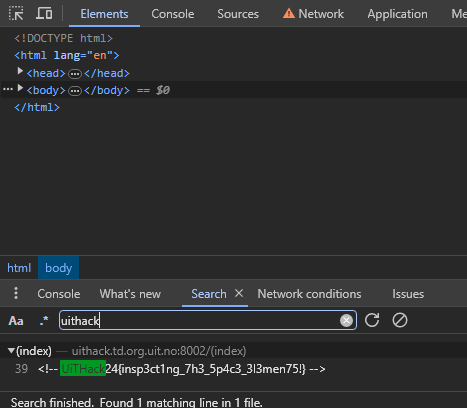 Elements Console Sources Network Application
<!DOCTYPE html>
<html lang="en">
<head> … </head>
<body> … </body> == $0
</html>
html body
Console What's new Search × Network conditions Issues
Aa .* uithack
(index) — uithack.td.org.uit.no:8002/(index)
39 <!-- UiTHack24{insp3ct1ng_7h3_5p4c3_3l3men75!} -->
Search finished. Found 1 matching line in 1 file.